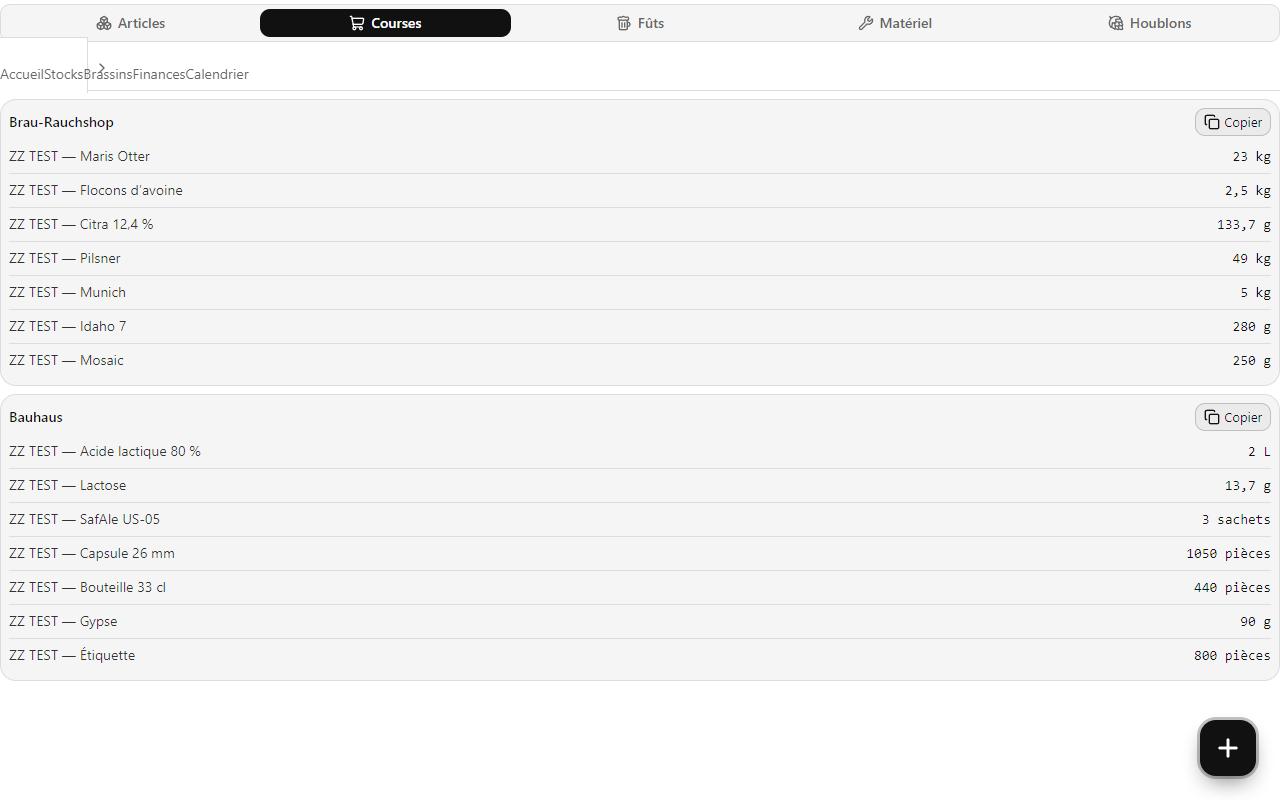 Articles Courses Fûts Matériel Houblons
AccueilStocksBrassinsFinancesCalendrier
Brau-Rauchshop Copier
ZZ TEST — Maris Otter 23 kg
ZZ TEST — Flocons d'avoine 2,5 kg
ZZ TEST — Citra 12,4 % 133,7 g
ZZ TEST — Pilsner 49 kg
ZZ TEST — Munich 5 kg
ZZ TEST — Idaho 7 280 g
ZZ TEST — Mosaic 250 g
Bauhaus Copier
ZZ TEST — Acide lactique 80 % 2 L
ZZ TEST — Lactose 13,7 g
ZZ TEST — SafAle US-05 3 sachets
ZZ TEST — Capsule 26 mm 1050 pièces
ZZ TEST — Bouteille 33 cl 440 pièces
ZZ TEST — Gypse 90 g
ZZ TEST — Étiquette 800 pièces